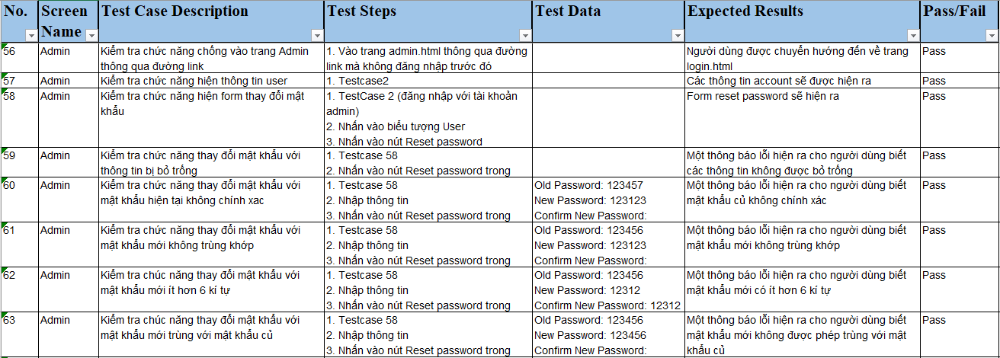 No. Screen Name Test Case Description Test Steps Test Data Expected Results Pass/Fail
56 Admin Kiểm tra chức năng chống vào trang Admin 1. Vào trang admin.html thông qua đường Người dùng được chuyển hướng đến về trang Pass
thông qua đường link link mà không đăng nhập trước đó login.html
57 Admin Kiểm tra chức năng hiện thông tin user 1. Testcase2 Các thông tin account sẽ được hiện ra Pass
58 Admin Kiểm tra chức năng hiện form thay đổi mật 1. TestCase 2 (đăng nhập với tài khoản Form reset password sẽ hiện ra Pass
khẩu admin)
2. Nhấn vào biểu tượng User
3. Nhấn vào nút Reset password
59 Admin Kiểm tra chức năng thay đổi mật khẩu với 1. Testcase 58 Một thông báo lỗi hiện ra cho người dùng biết Pass
thông tin bị bỏ trống 2. Nhấn vào nút Reset password trong các thông tin không được bỏ trống
60 Admin Kiểm tra chức năng thay đổi mật khẩu với 1. Testcase 58 Old Password: 123457 Một thông báo lỗi hiện ra cho người dùng biết Pass
mật khẩu hiện tại không chính xac 2. Nhập thông tin New Password: 123123 mật khẩu củ không chính xác
3. Nhấn vào nút Reset password trong Confirm New Password:
61 Admin Kiểm tra chức năng thay đổi mật khẩu với 1. Testcase 58 Old Password: 123456 Một thông báo lỗi hiện ra cho người dùng biết Pass
mật khẩu mới không trùng khớp 2. Nhập thông tin New Password: 123123 mật khẩu mới không trùng khớp
3. Nhấn vào nút Reset password trong Confirm New Password:
62 Admin Kiểm tra chúc năng thay đổi mật khẩu với 1. Testcase 58 Old Password: 123456 Một thông báo lỗi hiện ra cho người dùng biết Pass
mật khẩu mới ít hơn 6 kí tự 2. Nhập thông tin New Password: 12312 mật khẩu mới có ít hơn 6 kí tự
3. Nhấn vào nút Reset password trong Confirm New Password: 12312
63 Admin Kiểm tra chúc năng thay đổi mật khẩu với 1. Testcase 58 Old Password: 123456 Một thông báo lỗi hiện ra cho người dùng biết Pass
mật khẩu mới trùng với mật khẩu củ 2. Nhập thông tin New Password: 123456 mật khẩu mới không được phép trùng với mật
3. Nhấn vào nút Reset password trong Confirm New Password: khẩu củ